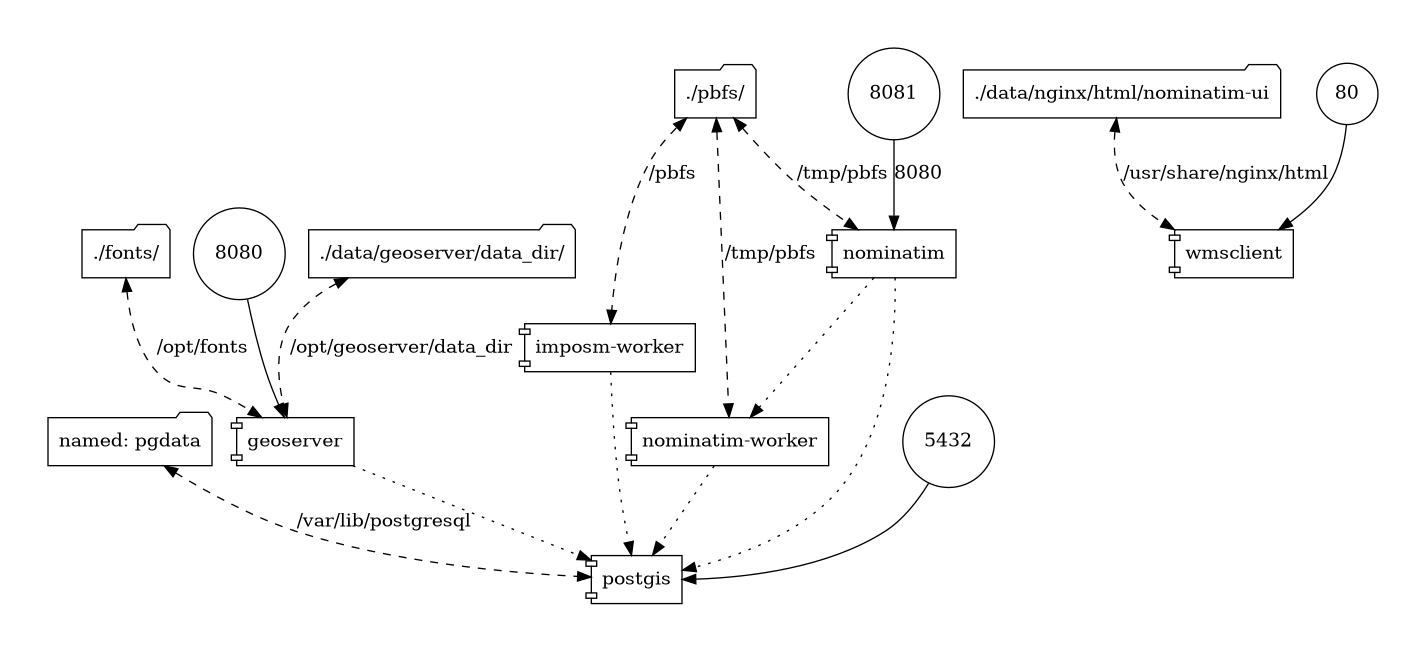 ./pbfs/
8081
./data/nginx/html/nominatim-ui
80
/pbfs
/tmp/pbfs
8080
/usr/share/nginx/html
./fonts/
8080
./data/geoserver/data_dir/
/tmp/pbfs
nominatim
wmsclient
/opt/fonts
/opt/geoserver/data_dir
imposm-worker
named: pgdata
geoserver
nominatim-worker
5432
/var/lib/postgresql
postgis